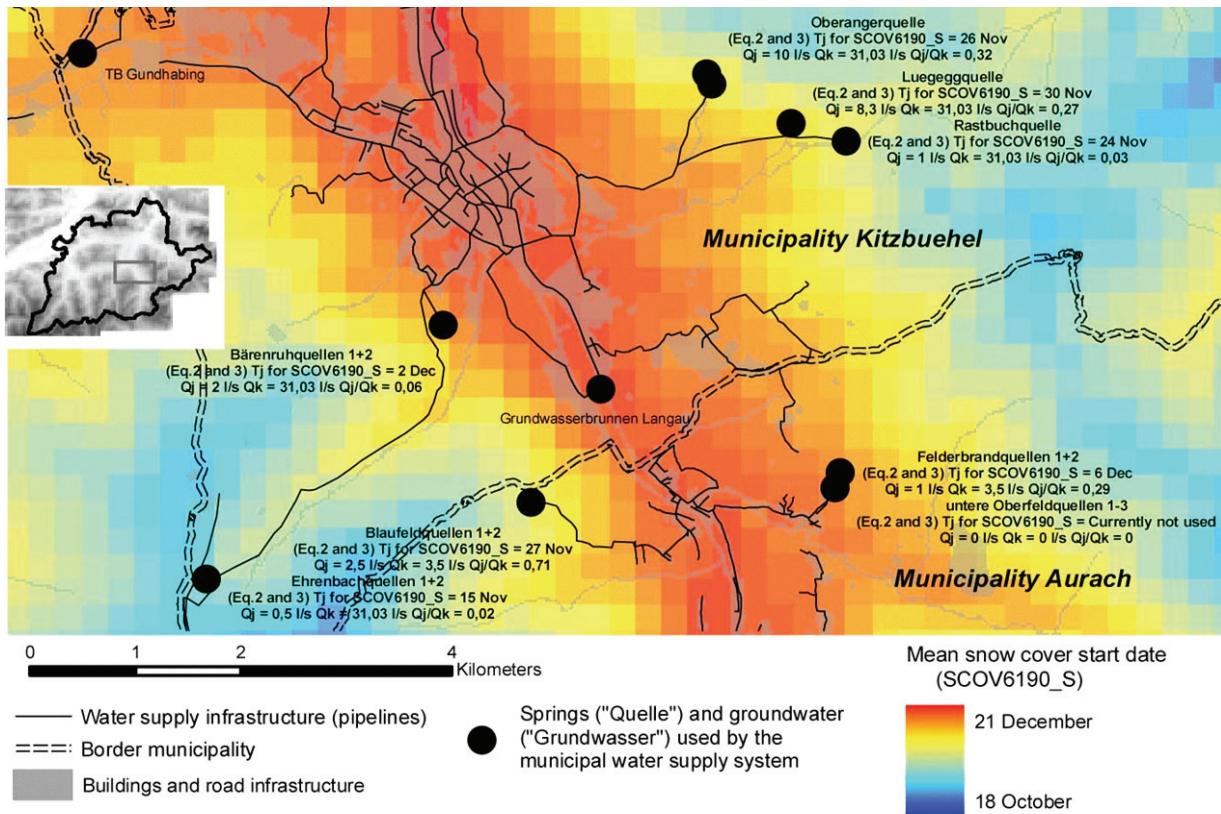 Oberangerquelle
(Eq.2 and 3) Tj for SCOV6190_S = 26 Nov
Qj = 10 l/s Qk = 31,03 l/s Qj/Qk = 0,32
TB Gundhabing
Luegeggquelle
(Eq.2 and 3) Tj for SCOV6190_S = 30 Nov
Qj = 8,3 l/s Qk = 31,03 l/s Qj/Qk = 0,27
Rastbuchquelle
(Eq.2 and 3) Tj for SCOV6190_S = 24 Nov
Qj = 1 l/s Qk = 31,03 l/s Qj/Qk = 0,03
Municipality Kitzbuehel
Bärenruhquellen 1+2
(Eq.2 and 3) Tj for SCOV6190_S = 2 Dec
Qj = 2 l/s Qk = 31,03 l/s Qj/Qk = 0,06
Grundwasserbrunnen Langau
Felderbrandquellen 1+2
(Eq.2 and 3) Tj for SCOV6190_S = 6 Dec
Qj = 1 l/s Qk = 3,5 l/s Qj/Qk = 0,29
untere Oberfeldquellen 1-3
(Eq.2 and 3) Tj for SCOV6190_S = Currently not used
Qj = 0 l/s Qk = 0 l/s Qj/Qk = 0
Blaufeldquellen 1+2
(Eq.2 and 3) Tj for SCOV6190_S = 27 Nov
Qj = 2,5 l/s Qk = 3,5 l/s Qj/Qk = 0,71
Ehrenbachquellen 1+2
(Eq.2 and 3) Tj for SCOV6190_S = 15 Nov
Qj = 0,5 l/s Qk = 31,03 l/s Qj/Qk = 0,02
Municipality Aurach
0 1 2 4
Kilometers
Water supply infrastructure (pipelines)
Border municipality
Buildings and road infrastructure
Springs ("Quelle") and groundwater
("Grundwasser") used by the
municipal water supply system
Mean snow cover start date
(SCOV6190_S)
21 December
18 October